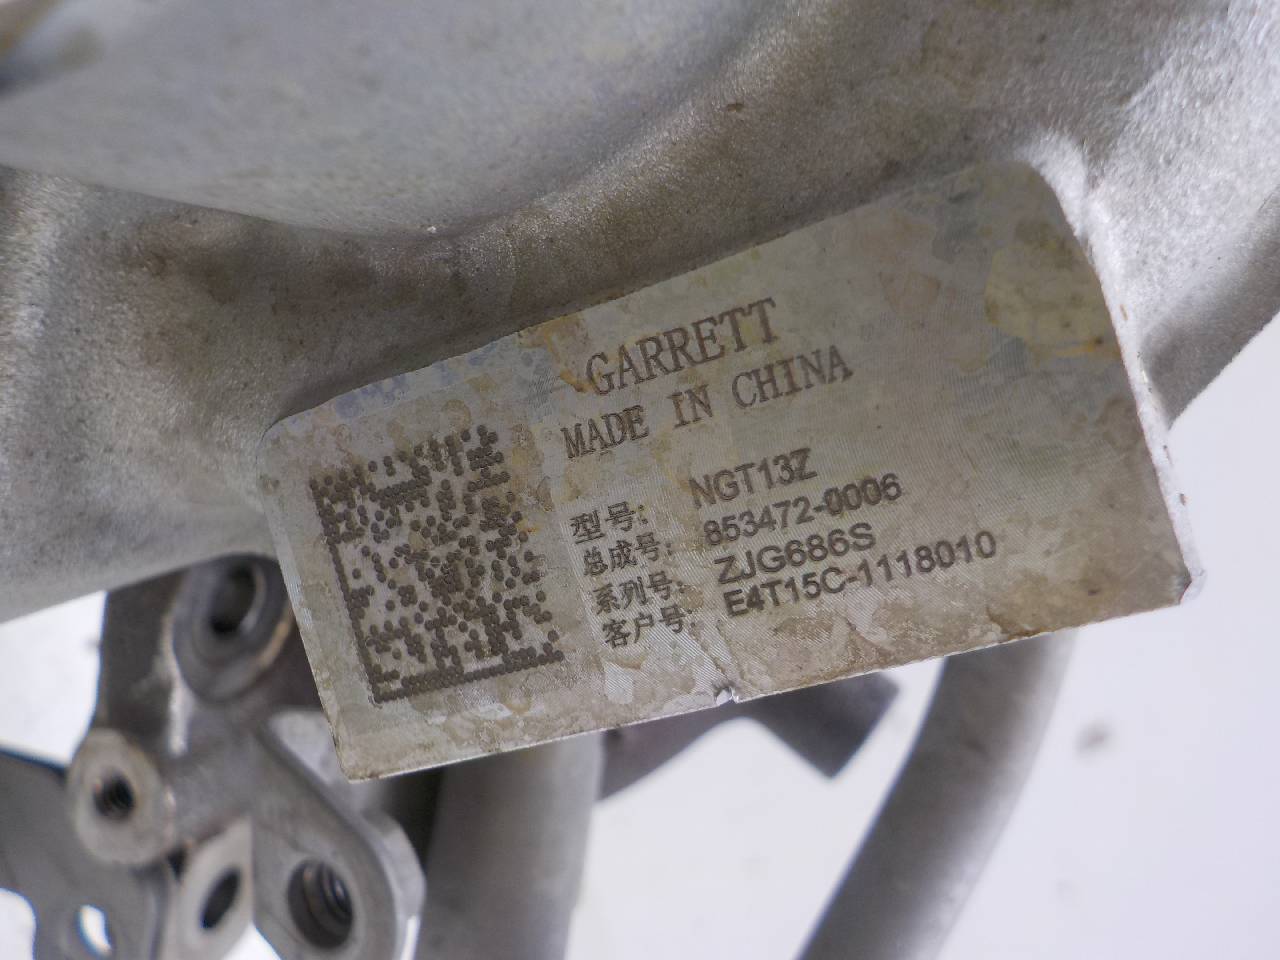 GARRETT
MADE IN CHINA
型号: NGT13Z
总成号: 853472-0006
系列号: ZJG686S
客户号: E4T15C-1118010